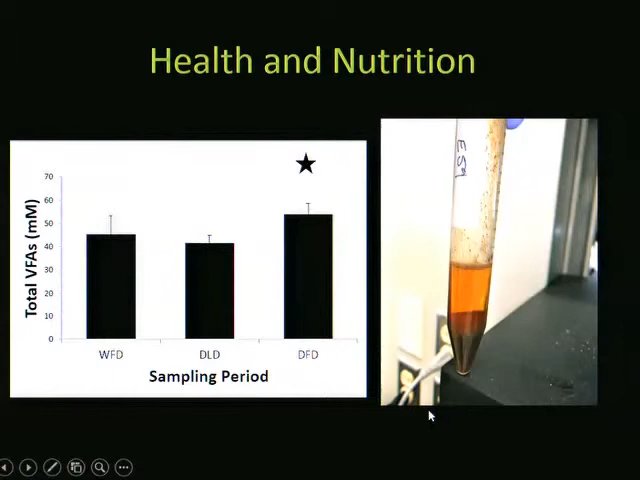 Health and Nutrition
70
60
50
40
30
20
10
0
Total VFAs (mM)
WFD DLD DFD
Sampling Period